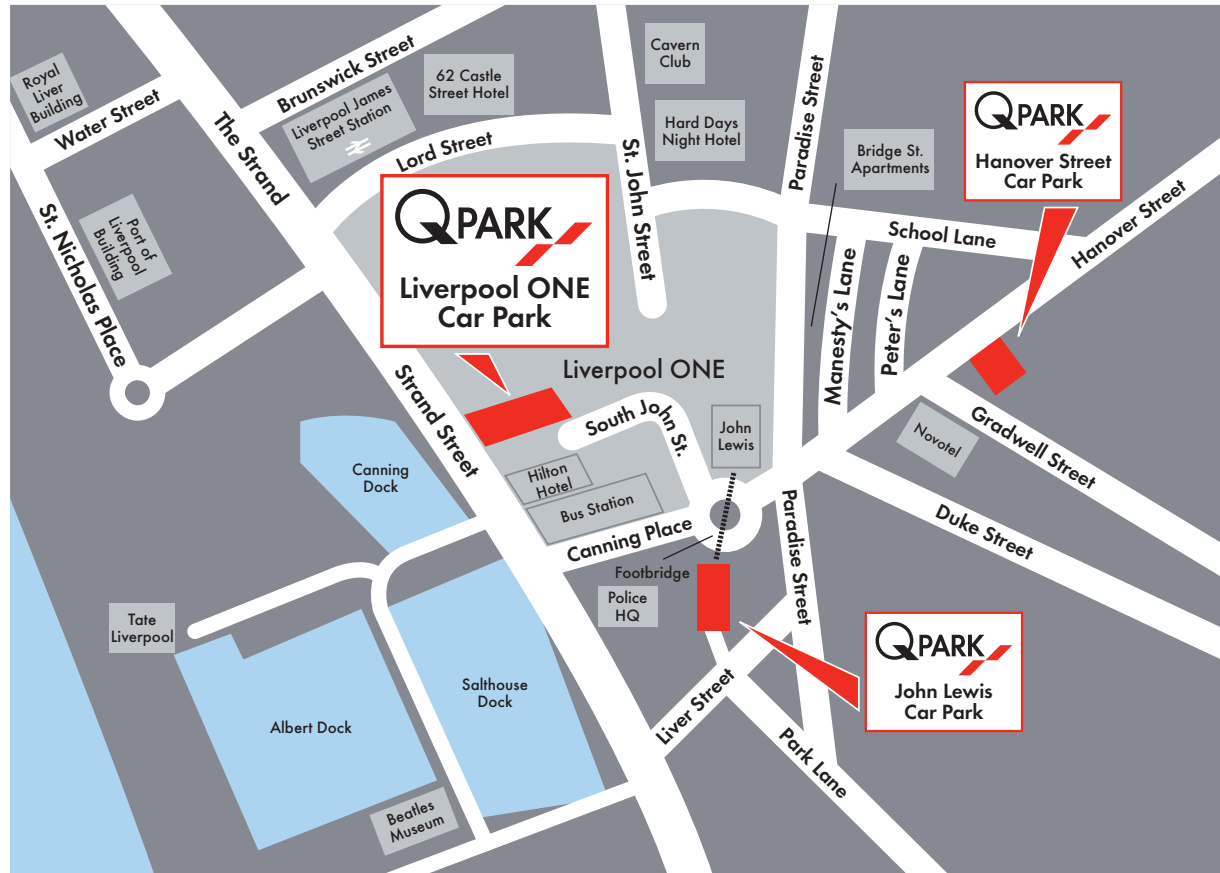 Royal
Liver
Building
Water Street
The Strand
Brunswick Street
Liverpool James
Street Station
62 Castle
Street Hotel
Lord Street
Cavern
Club
Hard Days
Night Hotel
St. John Street
Paradise Street
Bridge St.
Apartments
Q PARK
Hanover Street
Car Park
Hanover Street
School Lane
Manesty's Lane
Peter's Lane
St. Nicholas Place
Port of
Liverpool
Building
Q PARK
Liverpool ONE
Car Park
Liverpool ONE
Strand Street
South John St.
John
Lewis
Novotel
Gradwell Street
Duke Street
Canning
Dock
Hilton
Hotel
Bus Station
Canning Place
Footbridge
Paradise Street
Police
HQ
Tate
Liverpool
Albert Dock
Salthouse
Dock
Liver Street
Park Lane
Q PARK
John Lewis
Car Park
Beatles
Museum